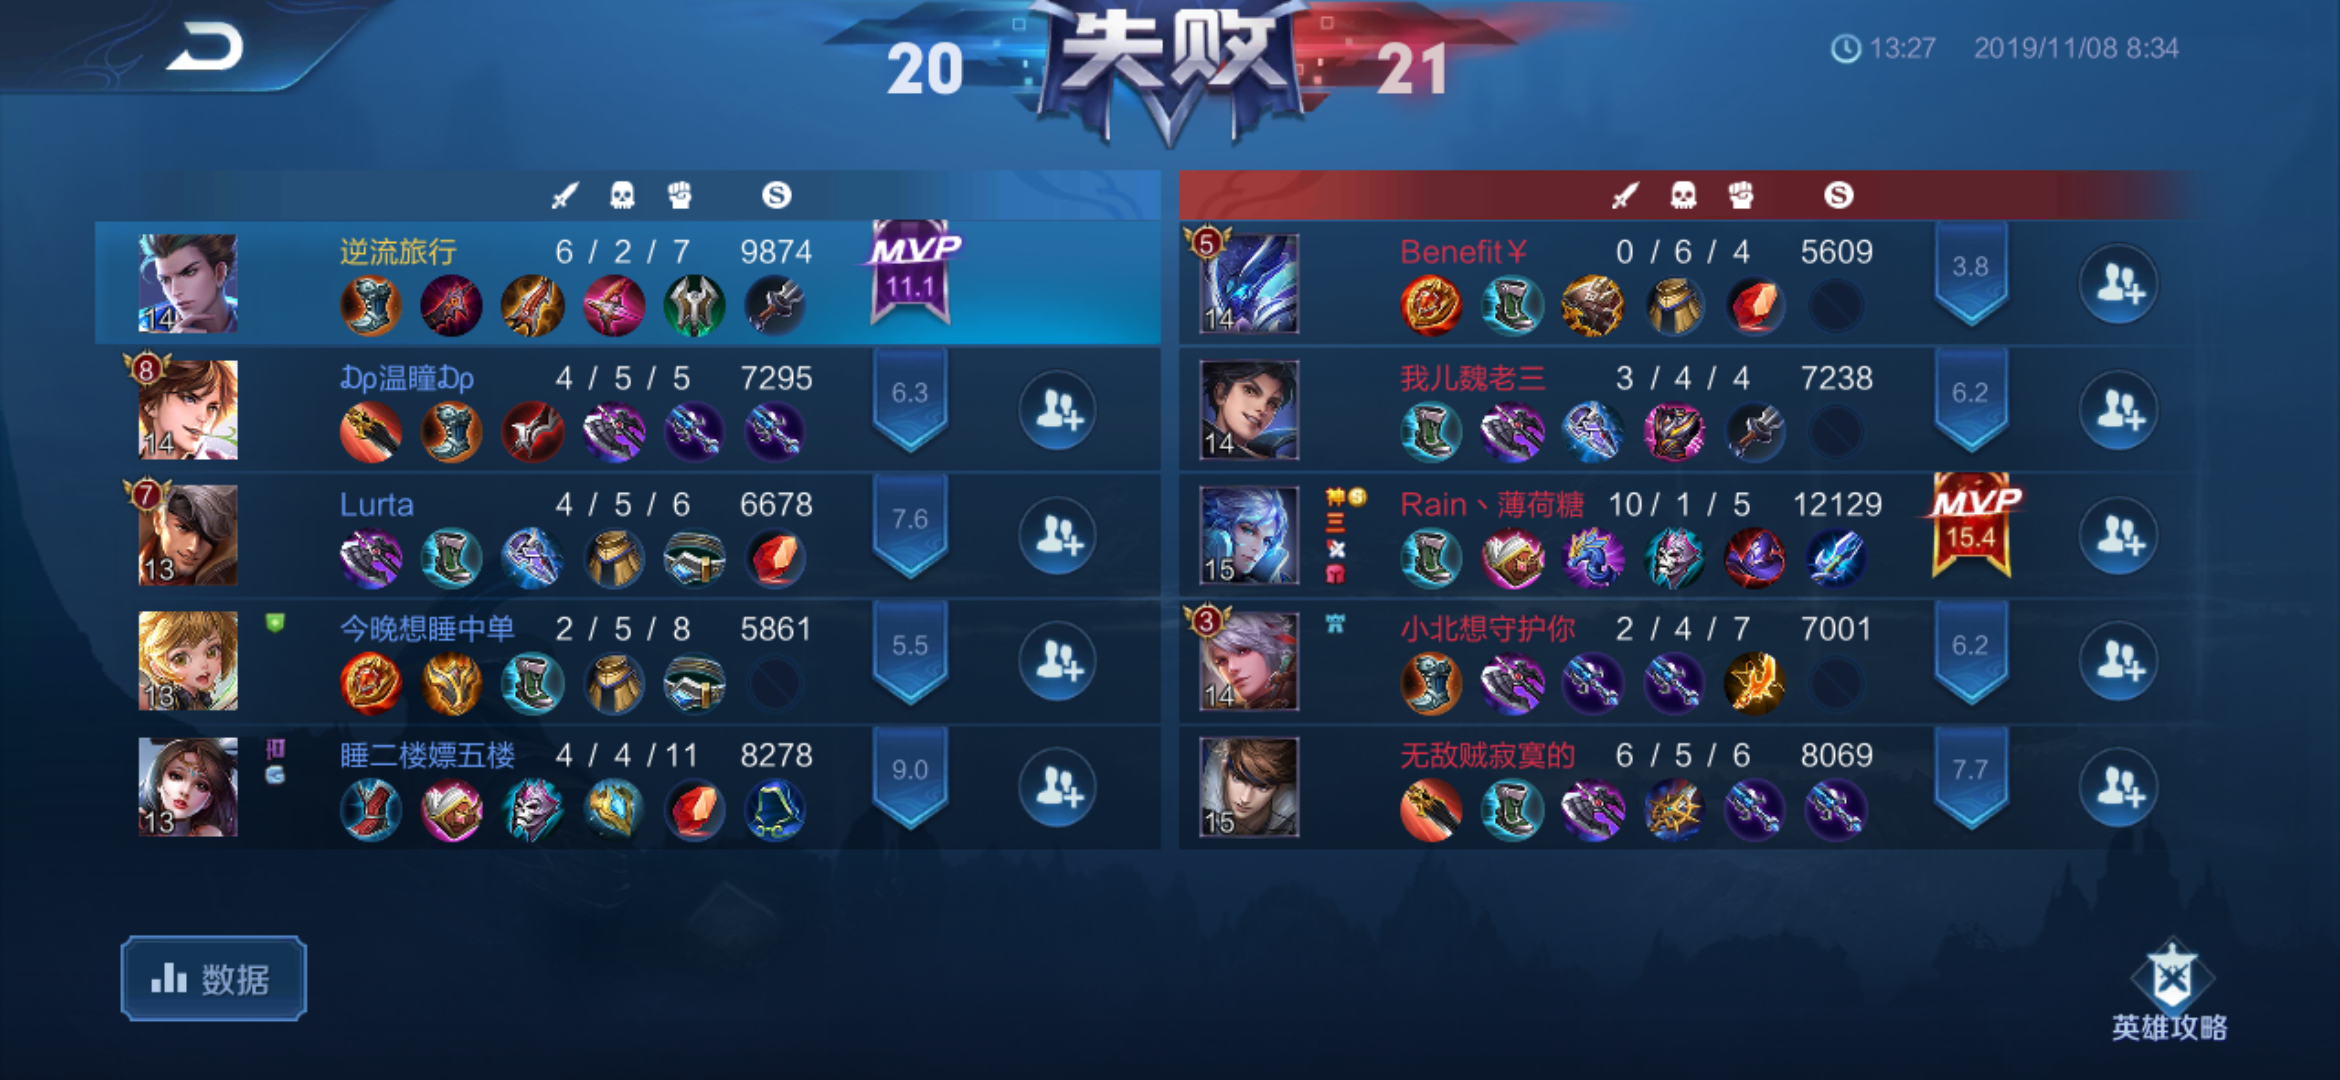 20 失败 21
13:27 2019/11/08 8:34
S
S
14 逆流旅行 6 / 2 / 7 9874 MVP 11.1
8 14 Dp温瞳Dp 4 / 5 / 5 7295 6.3
7 13 Lurta 4 / 5 / 6 6678 7.6
13 今晚想睡中单 2 / 5 / 8 5861 5.5
13 睡二楼嫖五楼 4 / 4 / 11 8278 9.0
5 14 Benefit￥ 0 / 6 / 4 5609 3.8
14 我儿魏老三 3 / 4 / 4 7238 6.2
15 神 三 Rain丶薄荷糖 10 / 1 / 5 12129 MVP 15.4
3 14 小北想守护你 2 / 4 / 7 7001 6.2
15 无敌贼寂寞的 6 / 5 / 6 8069 7.7
数据
英雄攻略